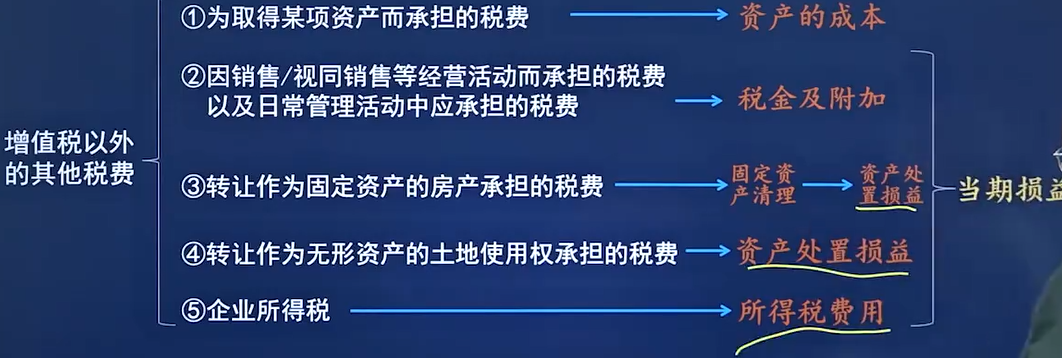 ①为取得某项资产而承担的税费
资产的成本
②因销售/视同销售等经营活动而承担的税费
以及日常管理活动中应承担的税费
税金及附加
增值税以外
的其他税费
③转让作为固定资产的房产承担的税费
固定资
产清理
资产处
置损益
当期损益
④转让作为无形资产的土地使用权承担的税费
资产处置损益
⑤企业所得税
所得税费用